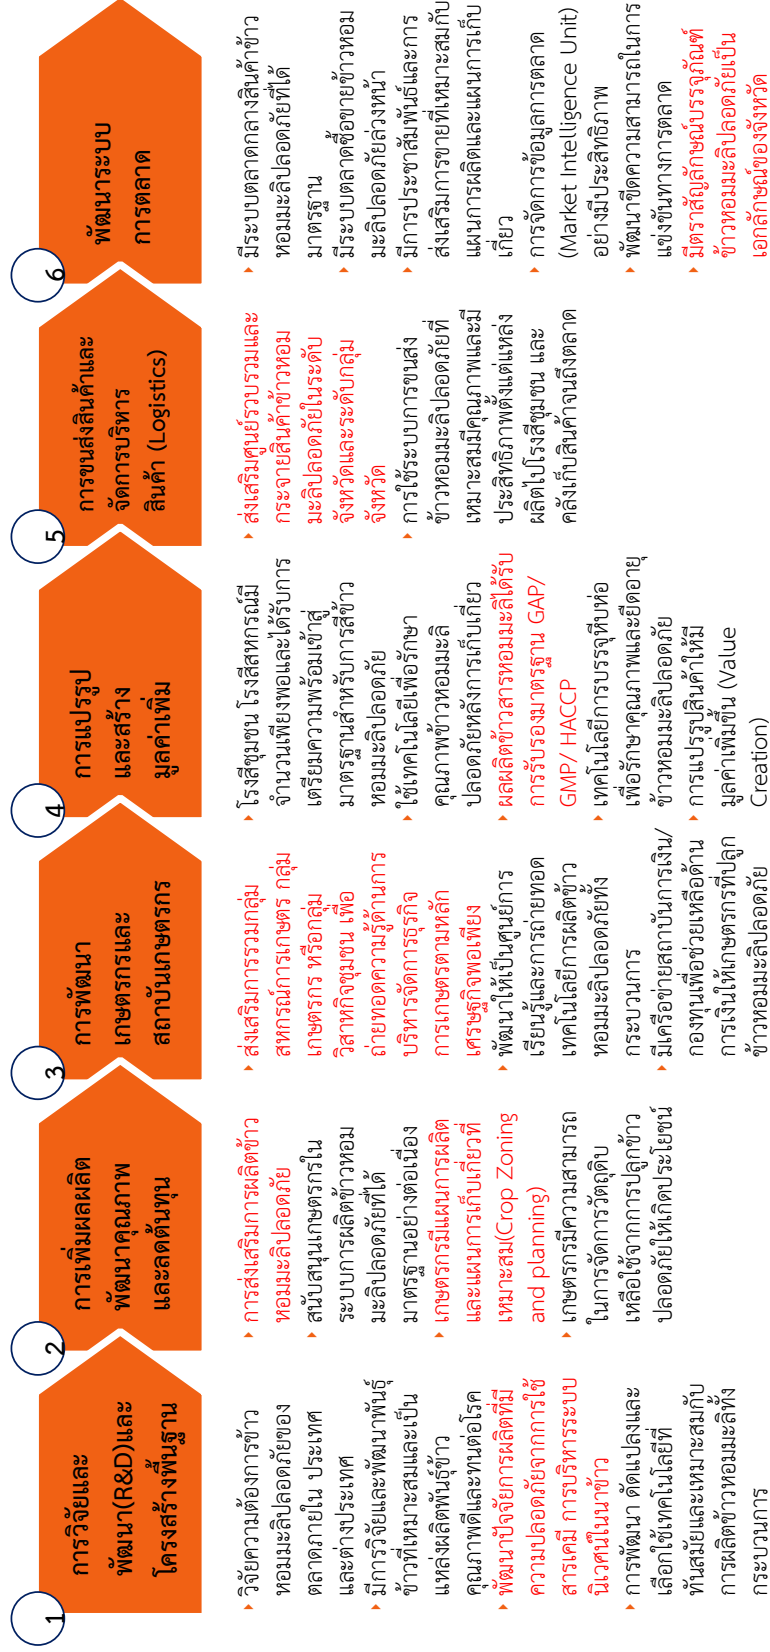 1
การวิจัยและ
พัฒนา(R&D)และ
โครงสร้างพื้นฐาน
วิจัยความต้องการข้าว
หอมมะลิปลอดภัยของ
ตลาดภายใน ประเทศ
และต่างประเทศ
มีการวิจัยและพัฒนาพันธุ์
ข้าวที่เหมาะสมและเป็น
แหล่งผลิตพันธุ์ข้าว
คุณภาพดีและทนต่อโรค
พัฒนาปัจจัยการผลิตที่มี
ความปลอดภัยจากการใช้
สารเคมี การบริหารระบบ
นิเวศน์ในนาข้าว
การพัฒนา ดัดแปลงและ
เลือกใช้เทคโนโลยีที่
ทันสมัยและเหมาะสมกับ
การผลิตข้าวหอมมะลิทั้ง
กระบวนการ
2
การเพิ่มผลผลิต
พัฒนาคุณภาพ
และลดต้นทุน
การส่งเสริมการผลิตข้าว
หอมมะลิปลอดภัย
สนับสนุนเกษตรกรใน
ระบบการผลิตข้าวหอม
มะลิปลอดภัยที่ได้
มาตรฐานอย่างต่อเนื่อง
เกษตรกรมีแผนการผลิต
และแผนการเก็บเกี่ยวที่
เหมาะสม(Crop Zoning
and planning)
เกษตรกรมีความสามารถ
ในการจัดการวัตถุดิบ
เหลือใช้จากการปลูกข้าว
ปลอดภัยให้เกิดประโยชน์
3
การพัฒนา
เกษตรกรและ
สถาบันเกษตรกร
ส่งเสริมการรวมกลุ่ม
สหกรณ์การเกษตร กลุ่ม
เกษตรกร หรือกลุ่ม
วิสาหกิจชุมชน เพื่อ
ถ่ายทอดความรู้ด้านการ
บริหารจัดการธุรกิจ
การเกษตรตามหลัก
เศรษฐกิจพอเพียง
พัฒนาให้เป็นศูนย์การ
เรียนรู้และการถ่ายทอด
เทคโนโลยีการผลิตข้าว
หอมมะลิปลอดภัยทั้ง
กระบวนการ
มีเครือข่ายสถาบันการเงิน/
กองทุนเพื่อช่วยเหลือด้าน
การเงินให้เกษตรกรที่ปลูก
ข้าวหอมมะลิปลอดภัย
4
การแปรรูป
และสร้าง
มูลค่าเพิ่ม
โรงสีชุมชน โรงสีสหกรณ์มี
จำนวนเพียงพอและได้รับการ
เตรียมความพร้อมเข้าสู่
มาตรฐานสำหรับการสีข้าว
หอมมะลิปลอดภัย
ใช้เทคโนโลยีเพื่อรักษา
คุณภาพข้าวหอมมะลิ
ปลอดภัยหลังการเก็บเกี่ยว
ผลผลิตข้าวสารหอมมะลิได้รับ
การรับรองมาตรฐาน GAP/
GMP/ HACCP
เทคโนโลยีการบรรจุหีบห่อ
เพื่อรักษาคุณภาพและยืดอายุ
ข้าวหอมมะลิปลอดภัย
การแปรรูปสินค้าให้มี
มูลค่าเพิ่มขึ้น (Value
Creation)
5
การขนส่งสินค้าและ
จัดการบริหาร
สินค้า (Logistics)
ส่งเสริมศูนย์รวบรวมและ
กระจายสินค้าข้าวหอม
มะลิปลอดภัยในระดับ
จังหวัดและระดับกลุ่ม
จังหวัด
การใช้ระบบการขนส่ง
ข้าวหอมมะลิปลอดภัยที่
เหมาะสมมีคุณภาพและมี
ประสิทธิภาพตั้งแต่แหล่ง
ผลิตไปโรงสีชุมชน และ
คลังเก็บสินค้าจนถึงตลาด
6
พัฒนาระบบ
การตลาด
มีระบบตลาดกลางสินค้าข้าว
หอมมะลิปลอดภัยที่ได้
มาตรฐาน
มีระบบตลาดซื้อขายข้าวหอม
มะลิปลอดภัยล่วงหน้า
มีการประชาสัมพันธ์และการ
ส่งเสริมการขายที่เหมาะสมกับ
แผนการผลิตและแผนการเก็บ
เกี่ยว
การจัดการข้อมูลการตลาด
(Market Intelligence Unit)
อย่างมีประสิทธิภาพ
พัฒนาขีดความสามารถในการ
แข่งขันทางการตลาด
มีตราสัญลักษณ์บรรจุภัณฑ์
ข้าวหอมมะลิปลอดภัยเป็น
เอกลักษณ์ของจังหวัด